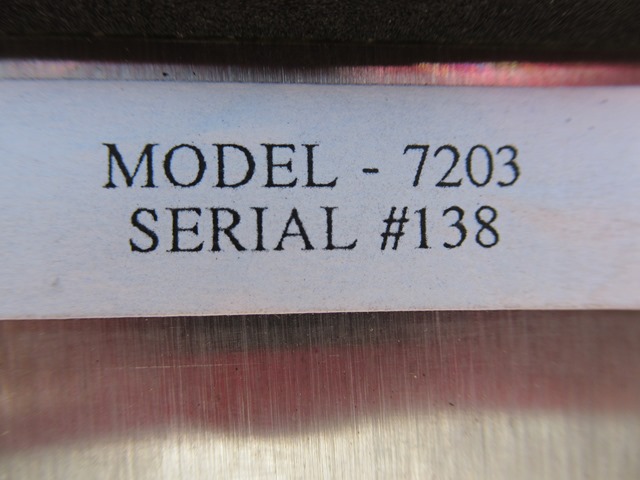 MODEL - 7203
SERIAL #138